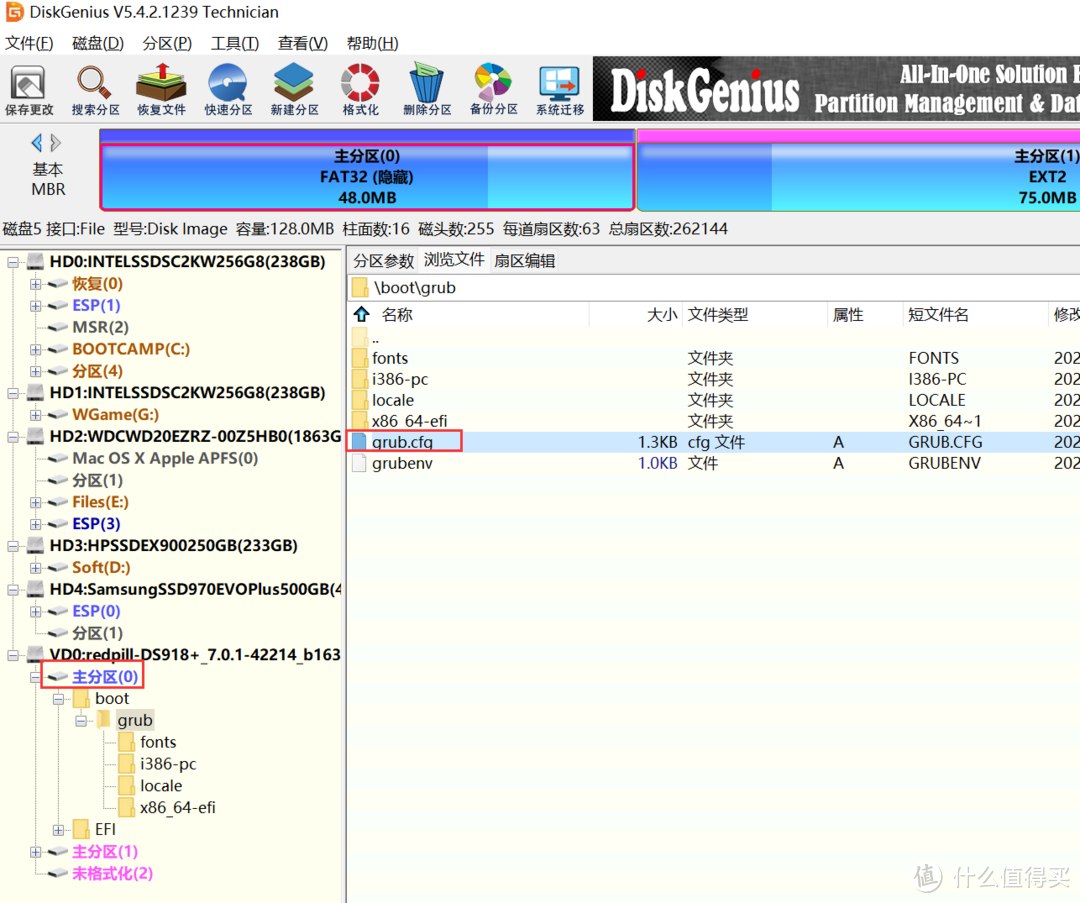 DiskGenius V5.4.2.1239 Technician
文件(F) 磁盘(D) 分区(P) 工具(T) 查看(V) 帮助(H)
保存更改 搜索分区 恢复文件 快速分区 新建分区 格式化 删除分区 备份分区 系统迁移
DiskGenius
All-In-One Solution
Partition Management &
基本
MBR
主分区(0)
FAT32 (隐藏)
48.0MB
主分区(1)
EXT2
75.0MB
磁盘5 接口:File 型号:Disk Image 容量:128.0MB 柱面数:16 磁头数:255 每道扇区数:63 总扇区数:262144
HD0:INTELSSDSC2KW256G8(238GB)
恢复(0)
ESP(1)
MSR(2)
BOOTCAMP(C:)
分区(4)
HD1:INTELSSDSC2KW256G8(238GB)
WGame(G:)
HD2:WDCWD20EZRZ-00Z5HB0(1863G
Mac OS X Apple APFS(0)
分区(1)
Files(E:)
ESP(3)
HD3:HPSSDEX900250GB(233GB)
Soft(D:)
HD4:SamsungSSD970EVOPlus500GB(4
ESP(0)
分区(1)
VD0:redpill-DS918+_7.0.1-42214_b163
主分区(0)
boot
grub
fonts
i386-pc
locale
x86_64-efi
EFI
主分区(1)
未格式化(2)
分区参数 浏览文件 扇区编辑
\boot\grub
名称 大小 文件类型 属性 短文件名 修改
..
fonts 文件夹 FONTS 202
i386-pc 文件夹 I386-PC 202
locale 文件夹 LOCALE 202
x86_64-efi 文件夹 X86_64~1 202
grub.cfg 1.3KB cfg 文件 A GRUB.CFG 202
grubenv 1.0KB 文件 A GRUBENV 202
值 什么值得买